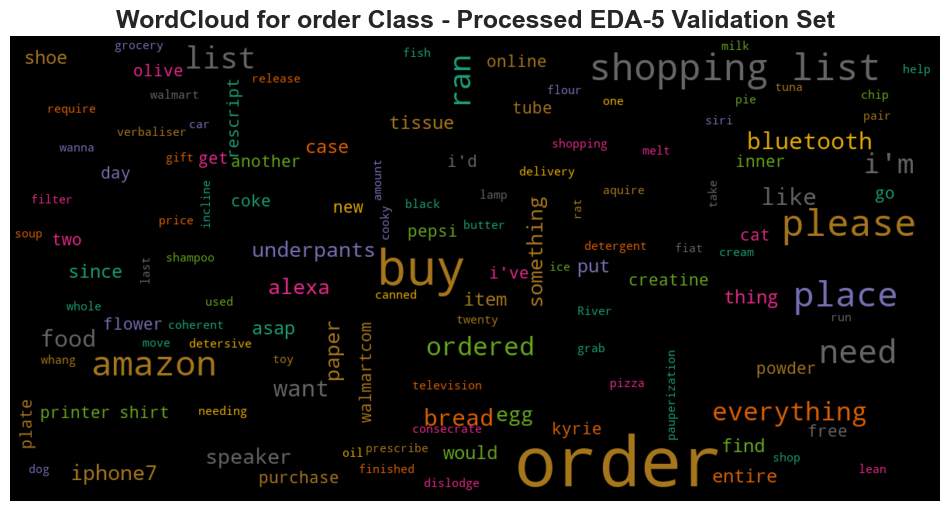 WordCloud for order Class - Processed EDA-5 Validation Set
grocery
shoe
list
olive
release
fish
ran
online
shopping list
milk
help
walmart
require
rescript
flour
tuna
chip
tube
one
pie
pair
car
verbaliser
tissue
siri
wanna
case
shopping
bluetooth
gift
get
another
i'd
melt
inner
i'm
day
amount
delivery
filter
incline
coke
new
cooky
black
lamp
something
rat
aquire
take
like
go
soup
two
price
pepsi
butter
detergent
fiat
cat
please
last
shampoo
underpants
buy
i've
ice
put
cream
since
alexa
canned
item
creatine
thing
place
whole
used
River
run
flower
coherent
asap
twenty
food
move
detersive
paper
walmartcom
ordered
grab
need
whang
amazon
toy
pauperization
powder
want
television
pizza
plate
printer shirt
needing
bread
egg
everything
consecrate
kyrie
free
speaker
oil
prescribe
would
order
find
shop
dog
iphone7
purchase
finished
dislodge
entire
lean